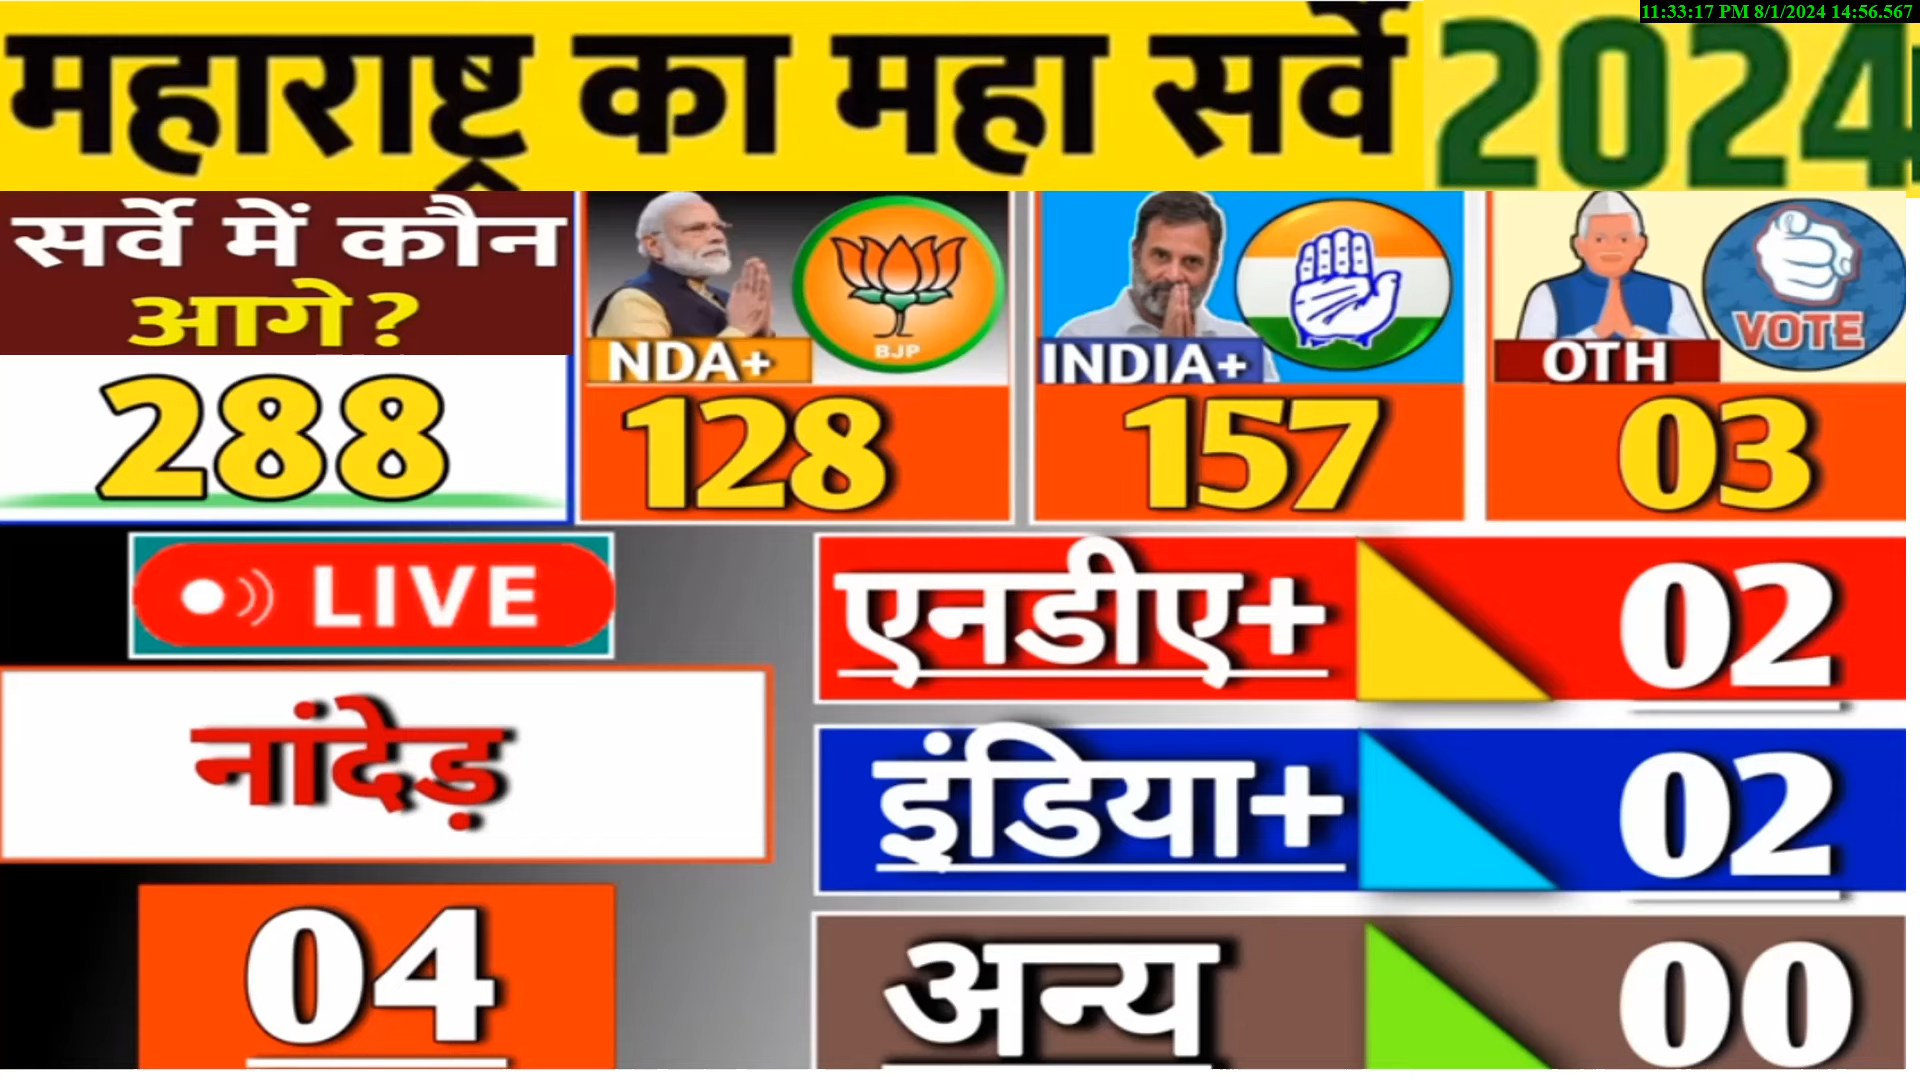 11:33:17 PM 8/1/2024 14:56.567
महाराष्ट्र का महा सर्वे 2024
सर्वे में कौन
आगे?
288
BJP
NDA+
128
INDIA+
157
VOTE
OTH
03
LIVE
नांदेड़
04
एनडीए+ 02
इंडिया+ 02
अन्य 00